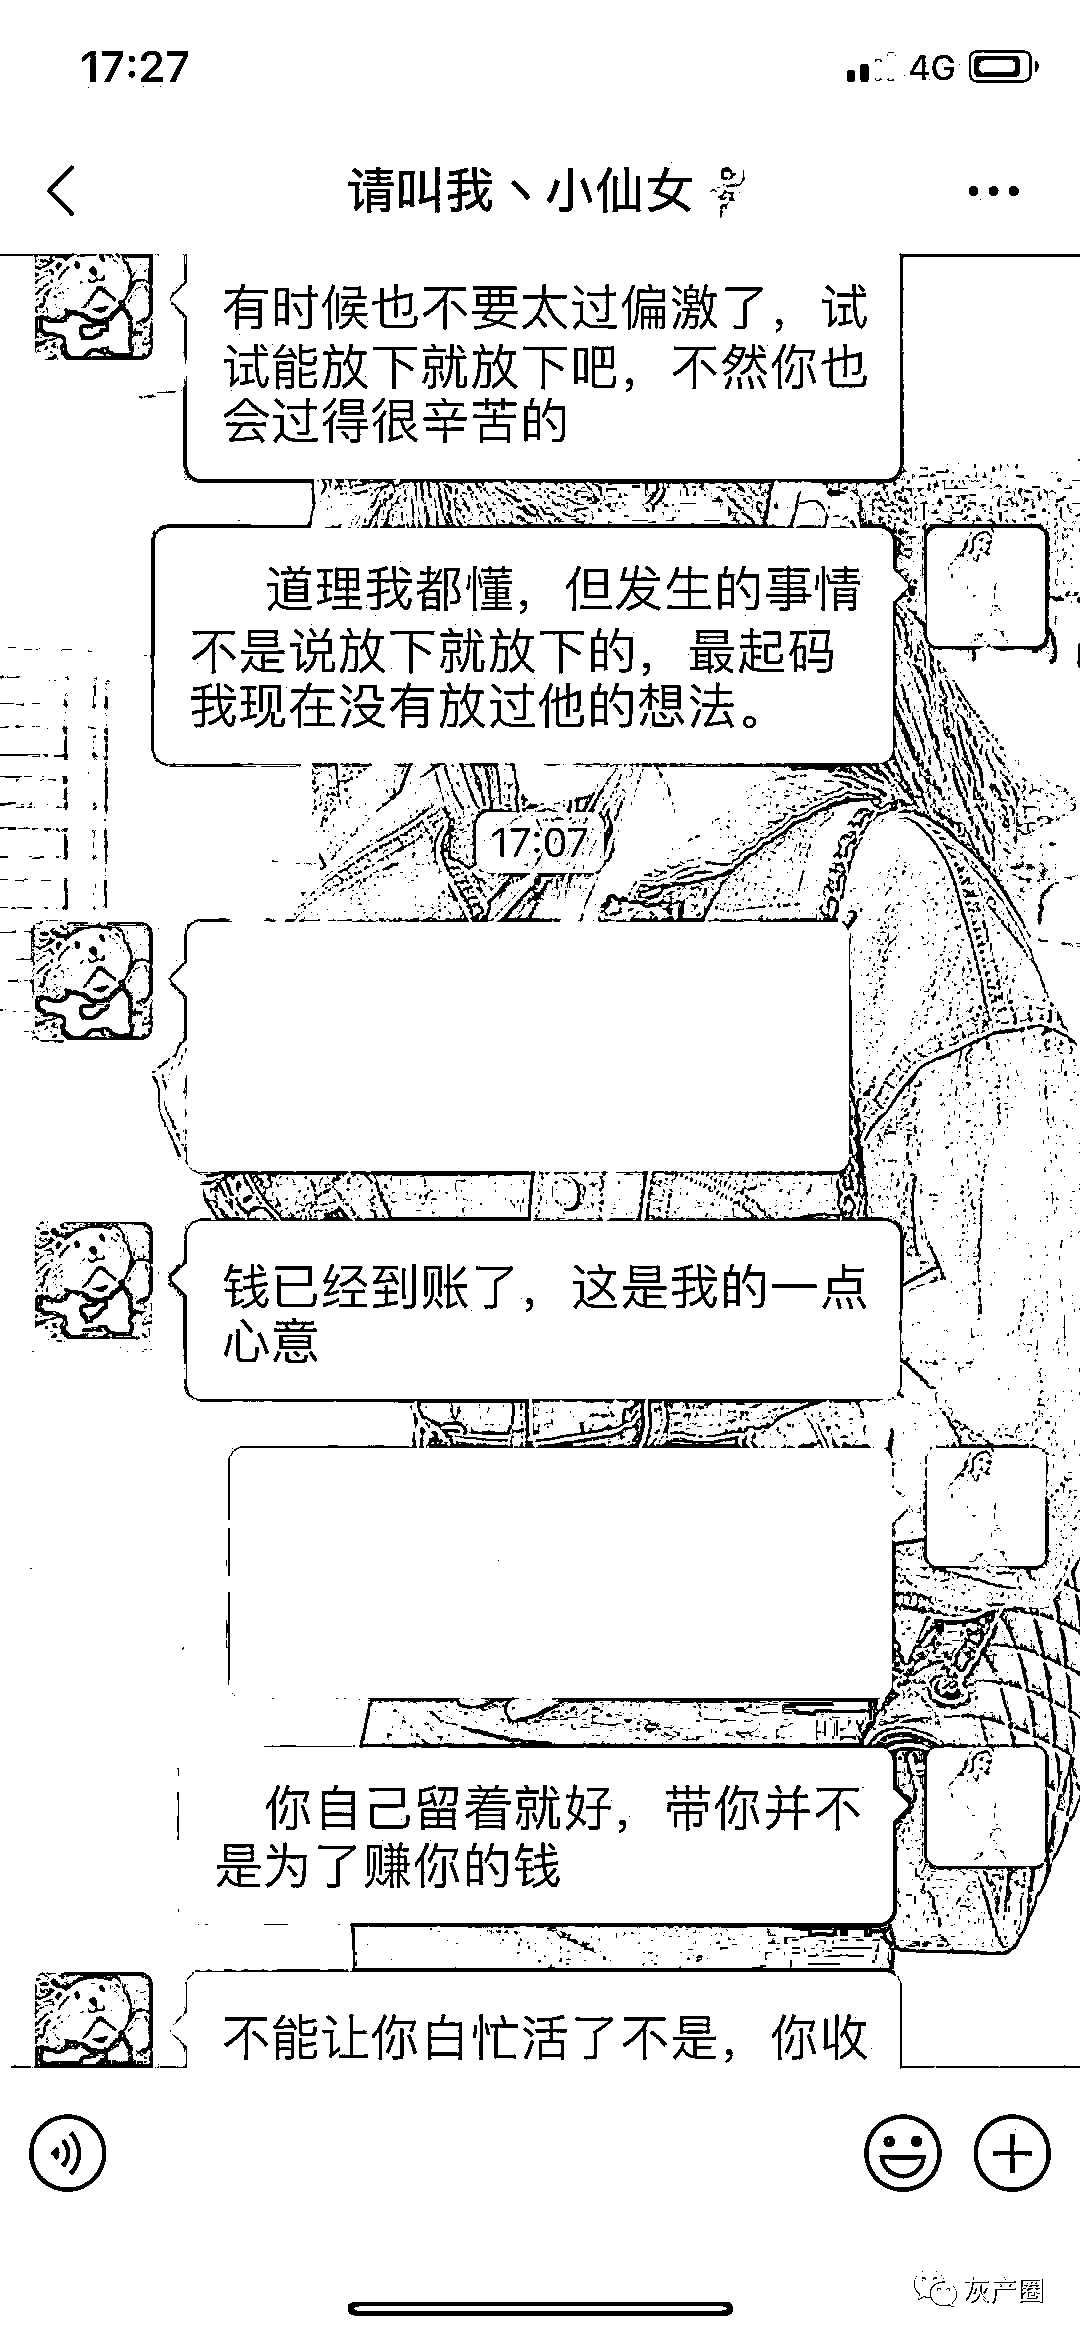 17:27
4G
请叫我丶小仙女
有时候也不要太过偏激了，试
试能放下就放下吧，不然你也
会过得很辛苦的
道理我都懂，但发生的事情
不是说放下就放下的，最起码
我现在没有放过他的想法。
17:07
钱已经到账了，这是我的一点
心意
你自己留着就好，带你并不
是为了赚你的钱
不能让你白忙活了不是，你收
灰产圈